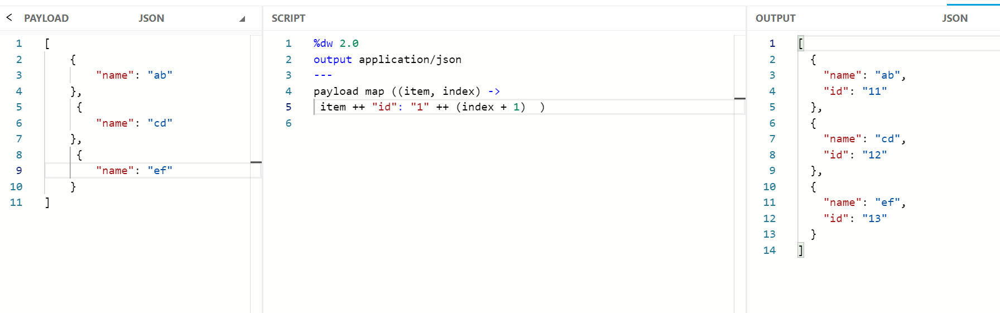 < PAYLOAD JSON
1 [
2 {
3 "name": "ab"
4 },
5 {
6 "name": "cd"
7 },
8 {
9 "name": "ef"
10 }
11 ]
SCRIPT
1 %dw 2.0
2 output application/json
3 ---
4 payload map ((item, index) ->
5 item ++ "id": "1" ++ (index + 1)  )
6
OUTPUT JSON
1 [
2 {
3 "name": "ab",
4 "id": "11"
5 },
6 {
7 "name": "cd",
8 "id": "12"
9 },
10 {
11 "name": "ef",
12 "id": "13"
13 }
14 ]